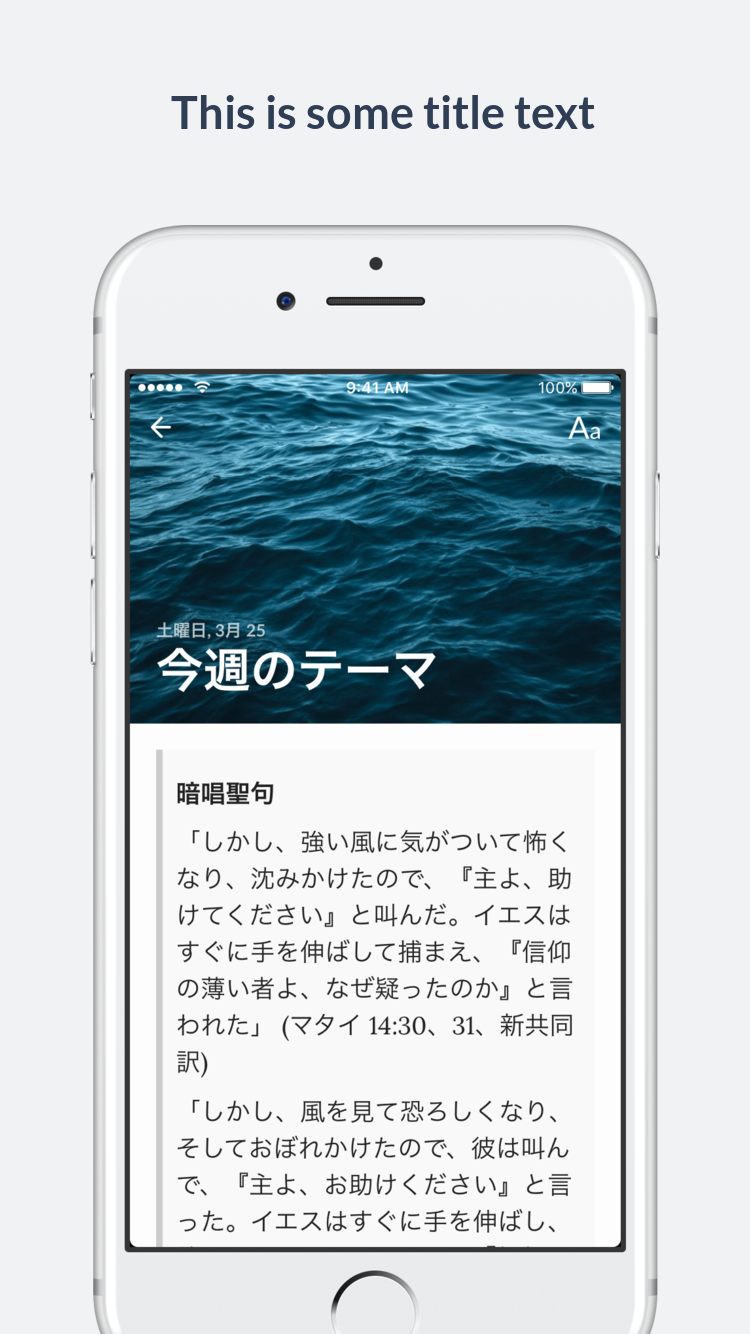 This is some title text
9:41 AM
100%
Aa
土曜日, 3月 25
今週のテーマ
暗唱聖句
「しかし、強い風に気がついて怖く
なり、沈みかけたので、『主よ、助
けてください』と叫んだ。イエスは
すぐに手を伸ばして捕まえ、『信仰
の薄い者よ、なぜ疑ったのか』と言
われた」 (マタイ 14:30、31、新共同
訳)
「しかし、風を見て恐ろしくなり、
そしておぼれかけたので、彼は叫ん
で、『主よ、お助けください』と言
った。イエスはすぐに手を伸ばし、